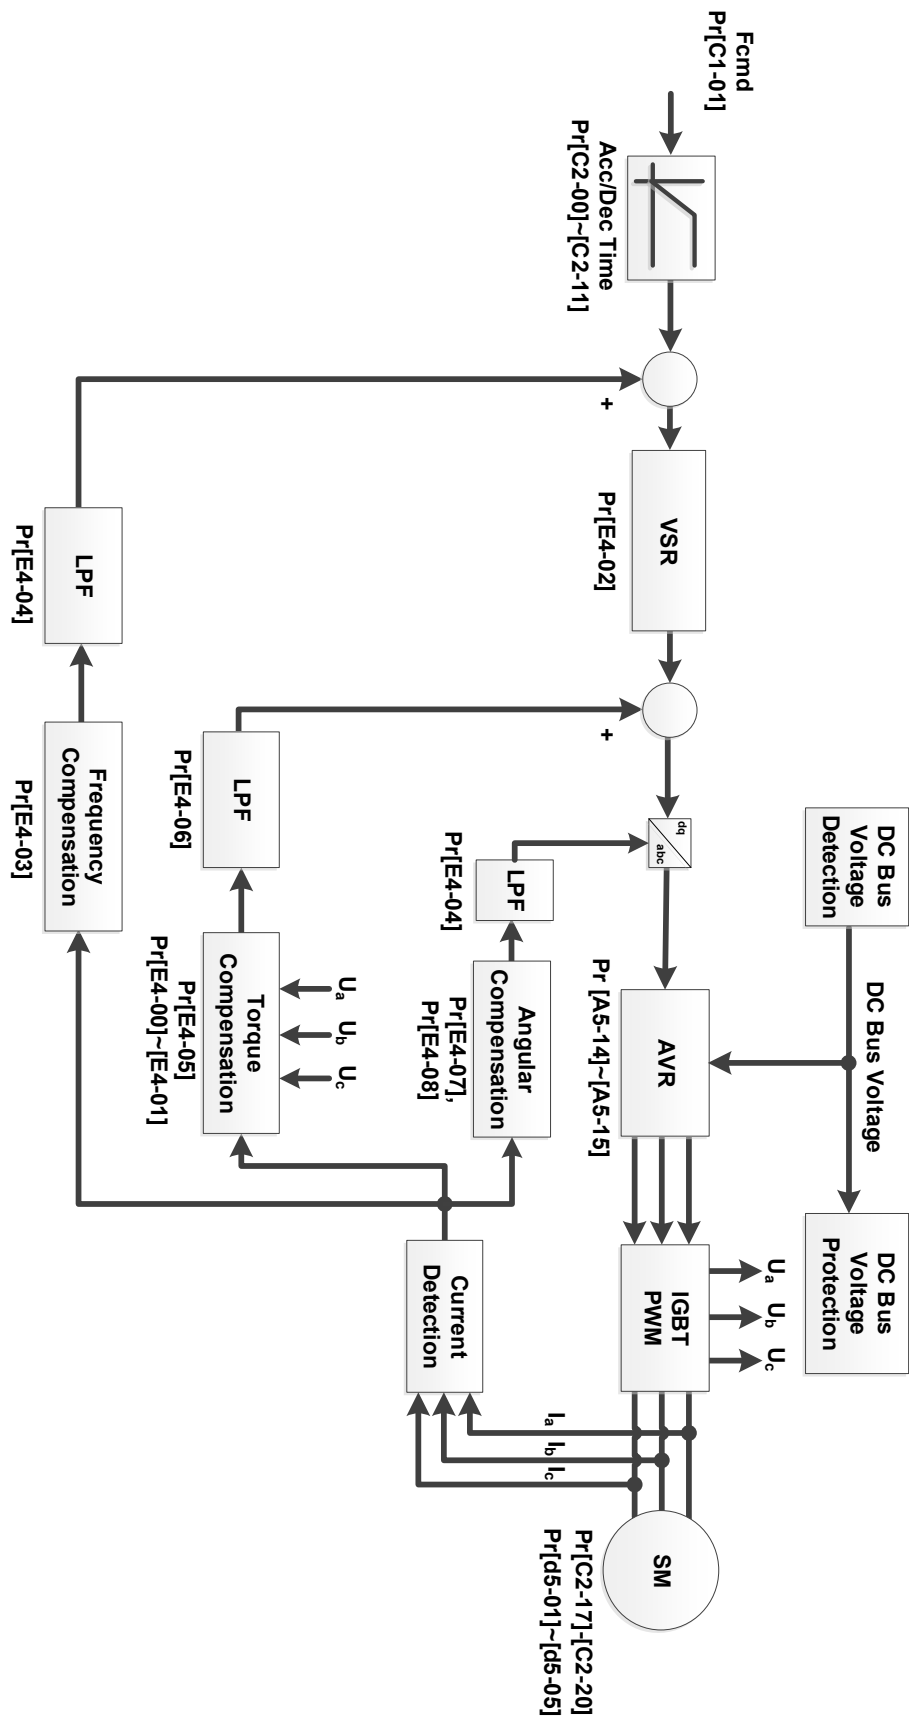 Fcmd
Pr[C1-01]
Acc/Dec Time
Pr[C2-00]~[C2-11]
+
VSR
Pr[E4-02]
+
dq
abc
DC Bus
Voltage
Detection
DC Bus Voltage
DC Bus
Voltage
Protection
AVR
Pr [A5-14]~[A5-15]
IGBT
PWM
Ua
Ub
Uc
SM
Pr[C2-17]-[C2-20]
Pr[d5-01]~[d5-05]
Ia
Ib
Ic
Current
Detection
LPF
Pr[E4-04]
Angular
Compensation
Pr[E4-07],
Pr[E4-08]
Ua
Ub
Uc
LPF
Pr[E4-06]
Torque
Compensation
Pr[E4-05]
Pr[E4-00]~[E4-01]
LPF
Pr[E4-04]
Frequency
Compensation
Pr[E4-03]